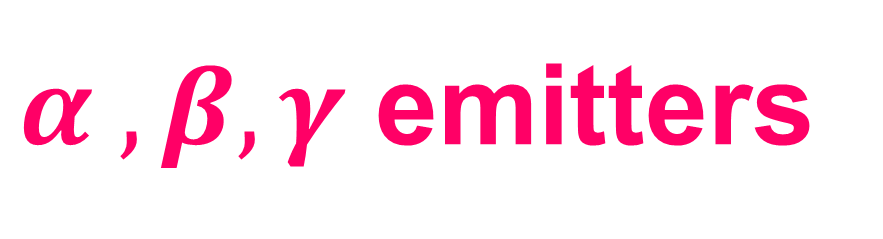 α , β, γ emitters